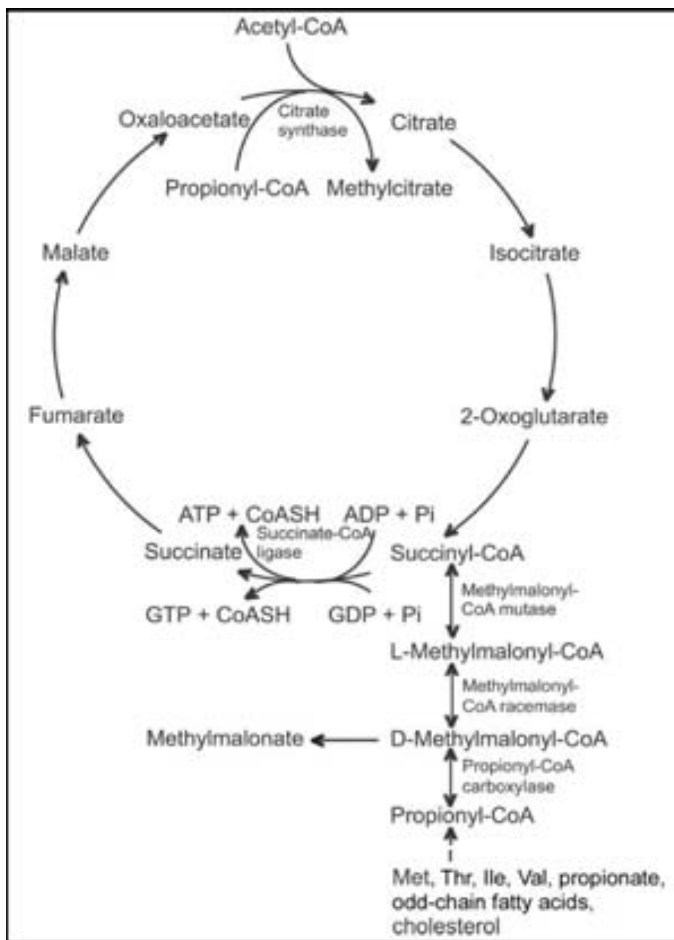 Acetyl-CoA
Oxaloacetate
Citrate
synthase
Citrate
Propionyl-CoA
Methylcitrate
Malate
Isocitrate
Fumarate
2-Oxoglutarate
ATP + CoASH
ADP + Pi
Succinate-CoA
ligase
Succinate
Succinyl-CoA
GTP + CoASH
GDP + Pi
Methylmalonyl-
CoA mutase
L-Methylmalonyl-CoA
Methylmalonyl-
CoA racemase
Methylmalonate
D-Methylmalonyl-CoA
Propionyl-CoA
carboxylase
Propionyl-CoA
Met, Thr, Ile, Val, propionate,
odd-chain fatty acids,
cholesterol